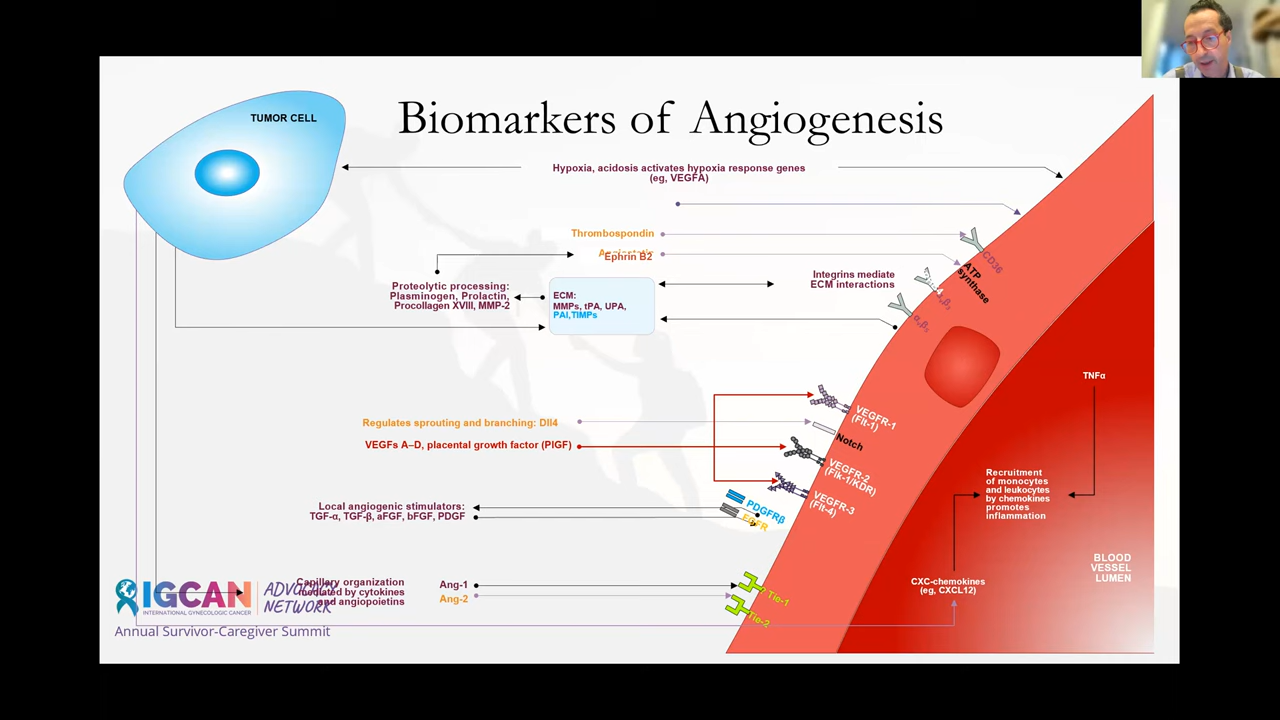 Biomarkers of Angiogenesis
TUMOR CELL
Hypoxia, acidosis activates hypoxia response genes
(eg, VEGFA)
Thrombospondin
Ephrin B2
CD36
ATP
synthase
Integrins mediate
ECM interactions
Proteolytic processing:
Plasminogen, Prolactin,
Procollagen XVIII, MMP-2
ECM:
MMPs, tPA, UPA,
PAI,TIMPs
TNFα
VEGFR-1
(Flt-1)
Regulates sprouting and branching: Dll4
Notch
VEGFs A–D, placental growth factor (PlGF)
VEGFR-2
(Flk-1/KDR)
VEGFR-3
(Flt-4)
Recruitment
of monocytes
and leukocytes
by chemokines
promotes
inflammation
Local angiogenic stimulators:
TGF-α, TGF-β, aFGF, bFGF, PDGF
PDGFRβ
BLOOD
VESSEL
LUMEN
CXC-chemokines
(eg, CXCL12)
Capillary organization
mediated by cytokines
and angiopoietins
Ang-1
Ang-2
Tie-1
Tie-2
IGCAN
INTERNATIONAL GYNECOLOGIC CANCER
ADVOCACY
NETWORK
Annual Survivor-Caregiver Summit